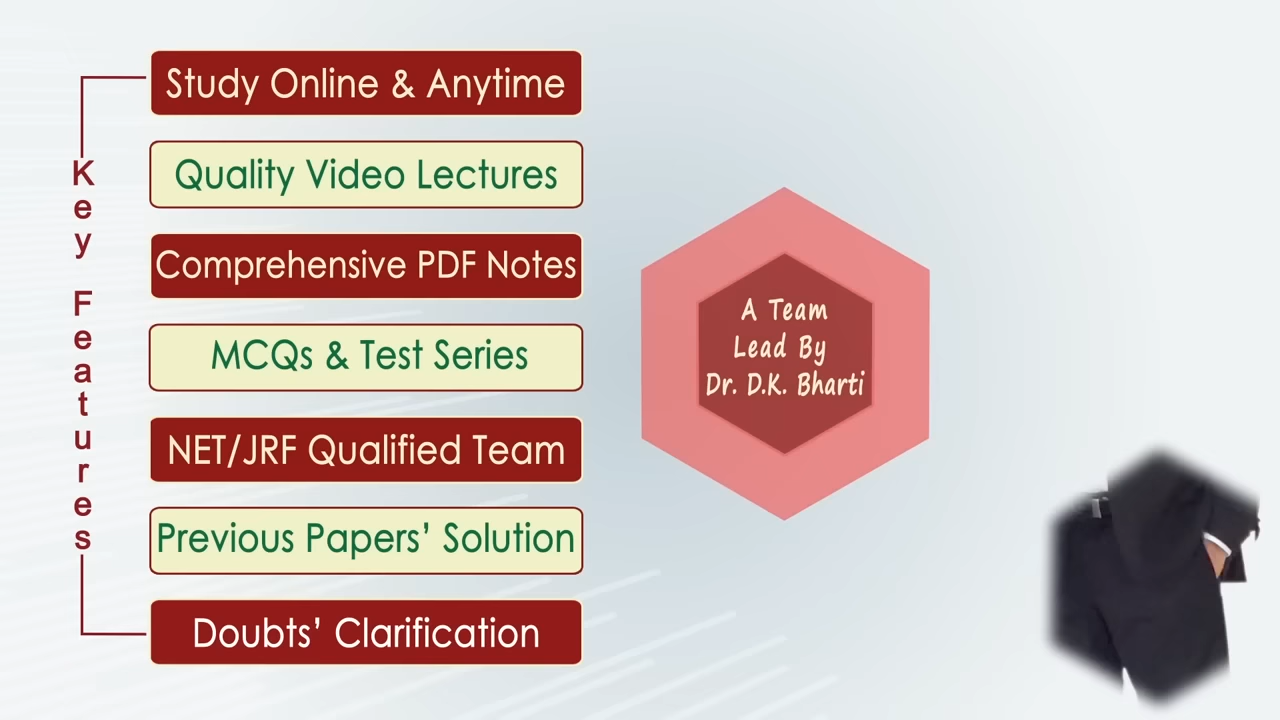 Key Features
Study Online & Anytime
Quality Video Lectures
Comprehensive PDF Notes
MCQs & Test Series
NET/JRF Qualified Team
Previous Papers’ Solution
Doubts’ Clarification
A Team
Lead By
Dr. D.K. Bharti